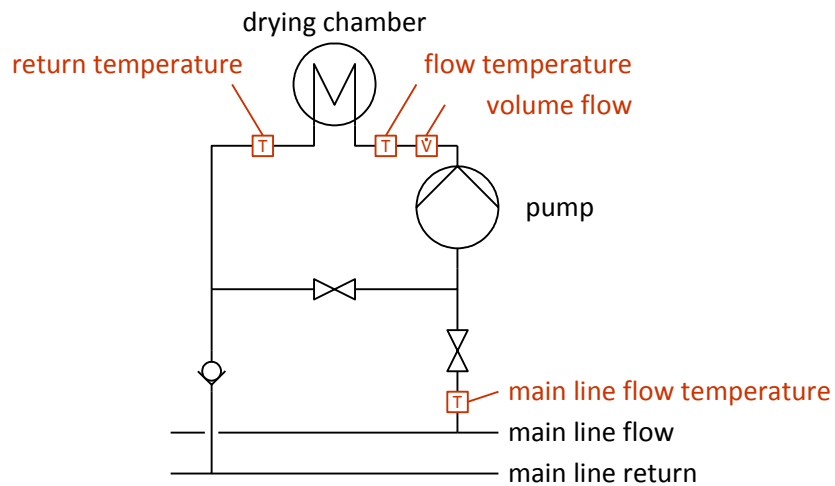 drying chamber
return temperature
flow temperature
volume flow
T
T
V̇
pump
main line flow temperature
T
main line flow
main line return